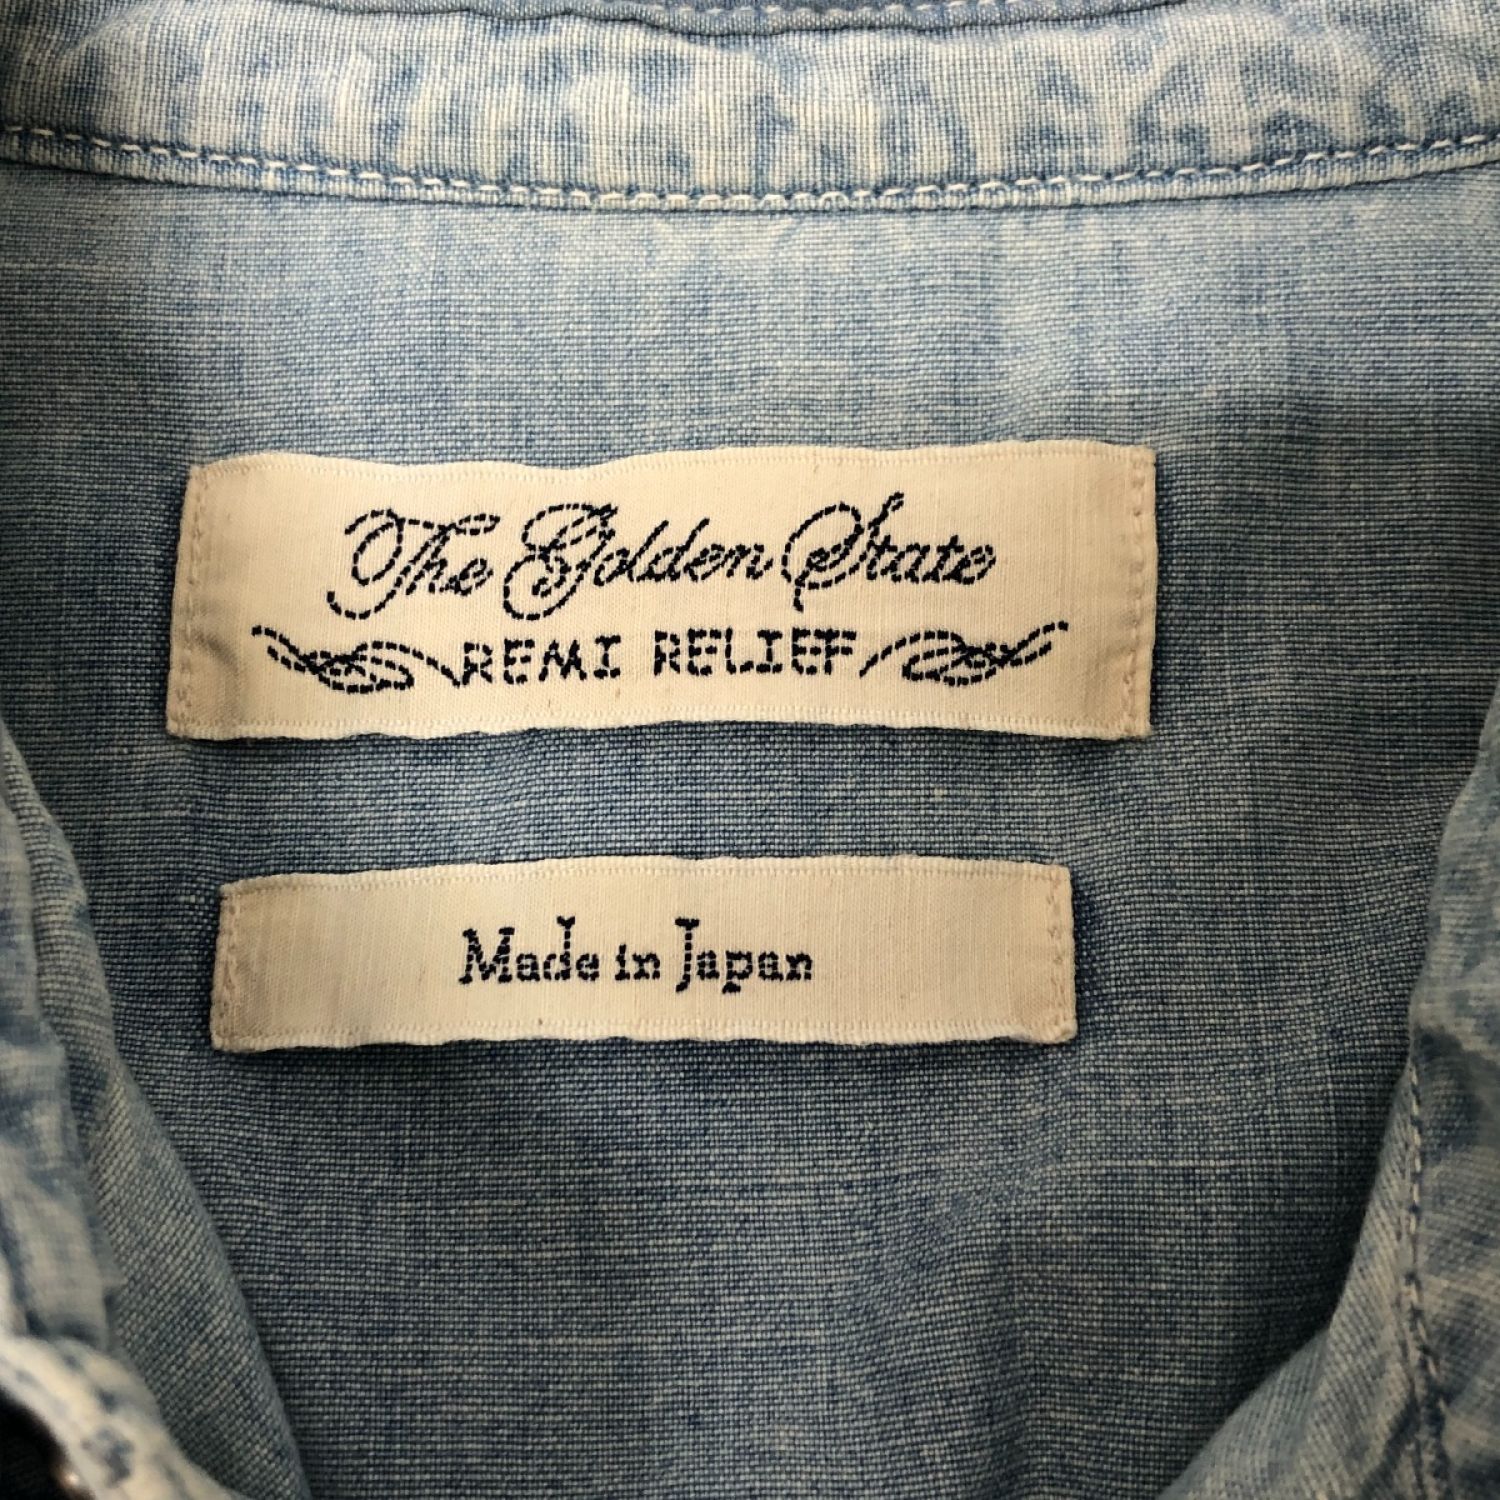 The Golden State
REMI RELIEF
Made in Japan